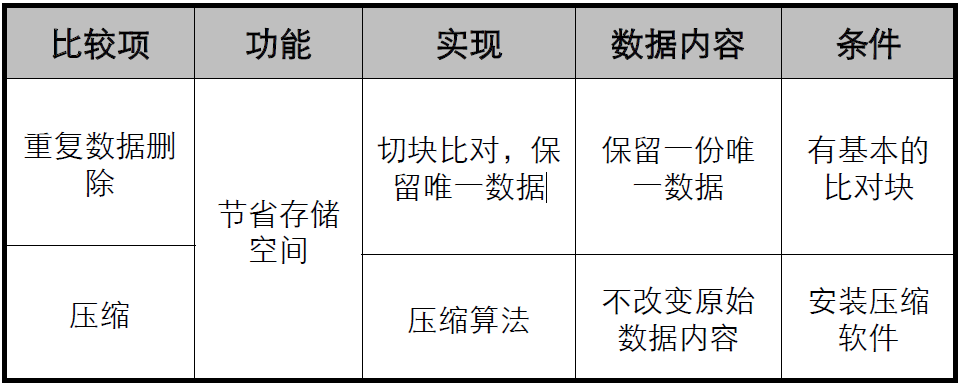 比较项
功能
实现
数据内容
条件
重复数据删
除
节省存储
空间
切块比对，保
留唯一数据
保留一份唯
一数据
有基本的
比对块
压缩
压缩算法
不改变原始
数据内容
安装压缩
软件